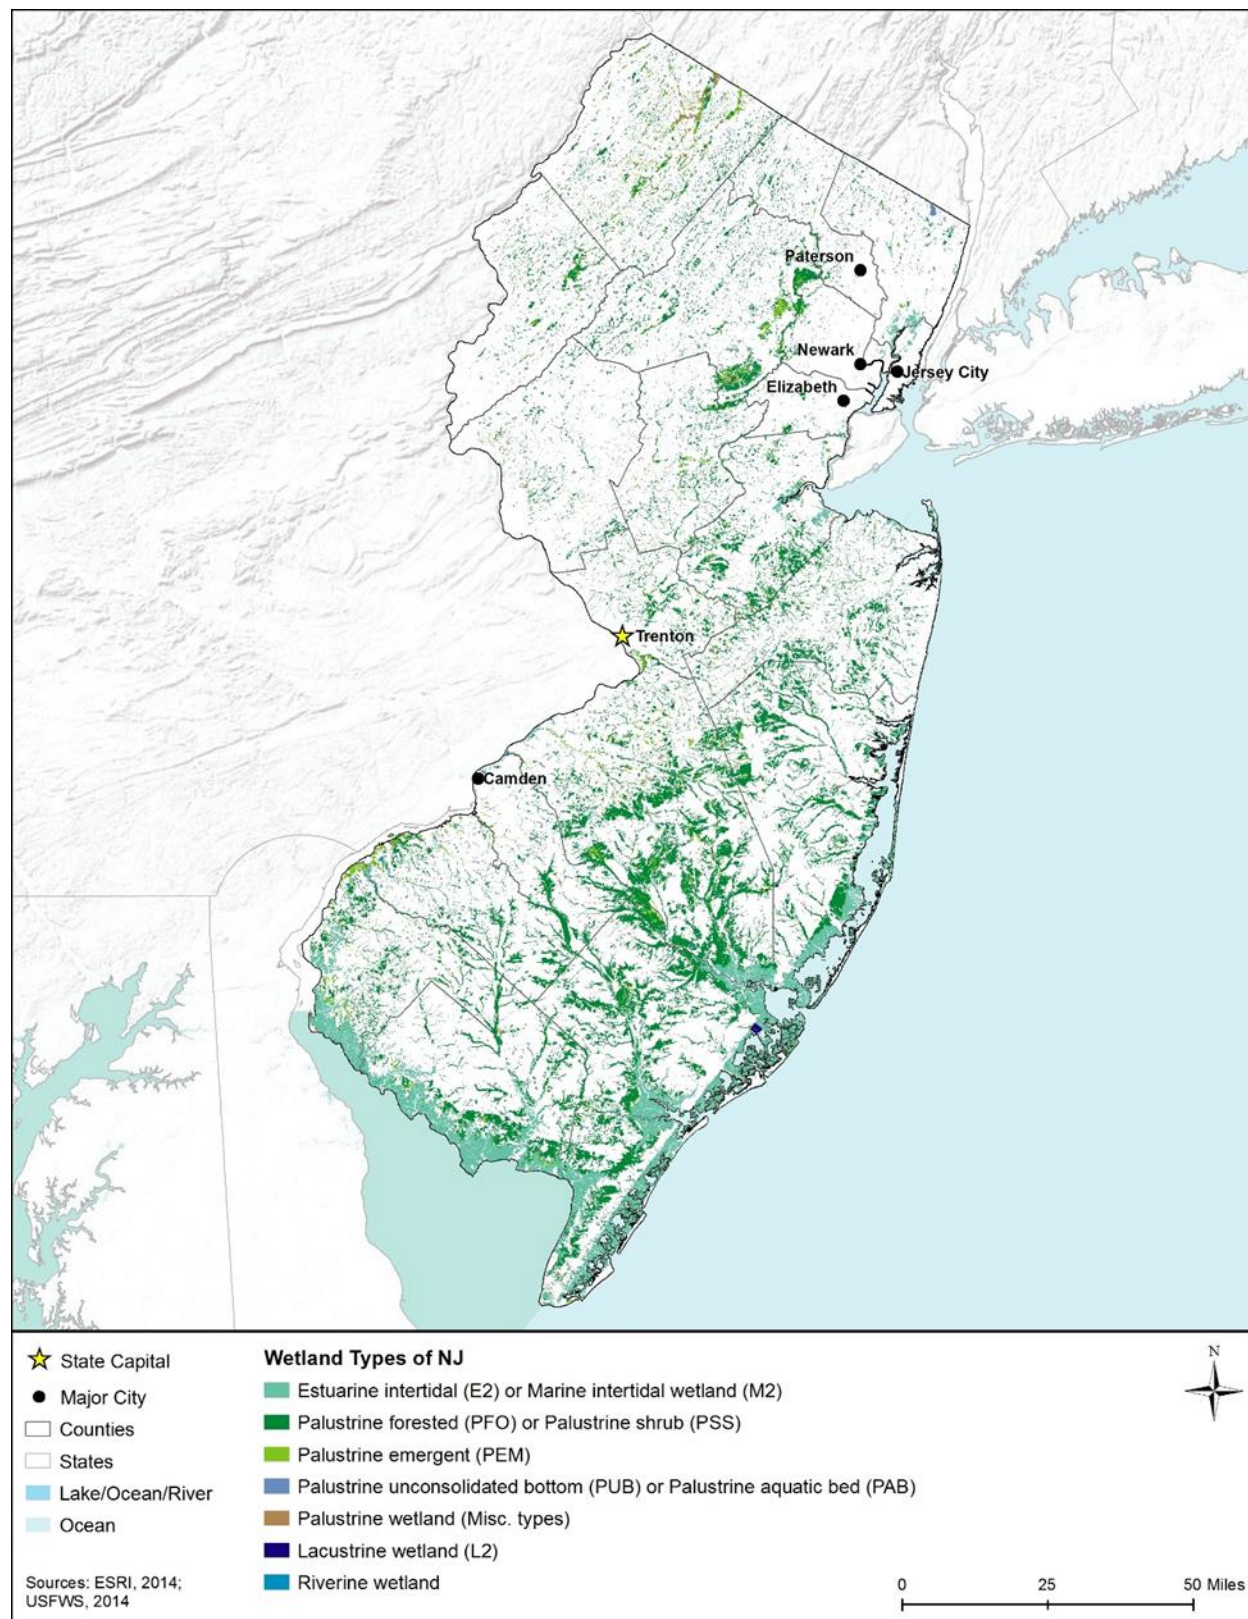 Paterson
Newark
Jersey City
Elizabeth
Trenton
Camden
State Capital
Major City
Counties
States
Lake/Ocean/River
Ocean
Sources: ESRI, 2014;
USFWS, 2014
Wetland Types of NJ
Estuarine intertidal (E2) or Marine intertidal wetland (M2)
Palustrine forested (PFO) or Palustrine shrub (PSS)
Palustrine emergent (PEM)
Palustrine unconsolidated bottom (PUB) or Palustrine aquatic bed (PAB)
Palustrine wetland (Misc. types)
Lacustrine wetland (L2)
Riverine wetland
N
0 25 50 Miles